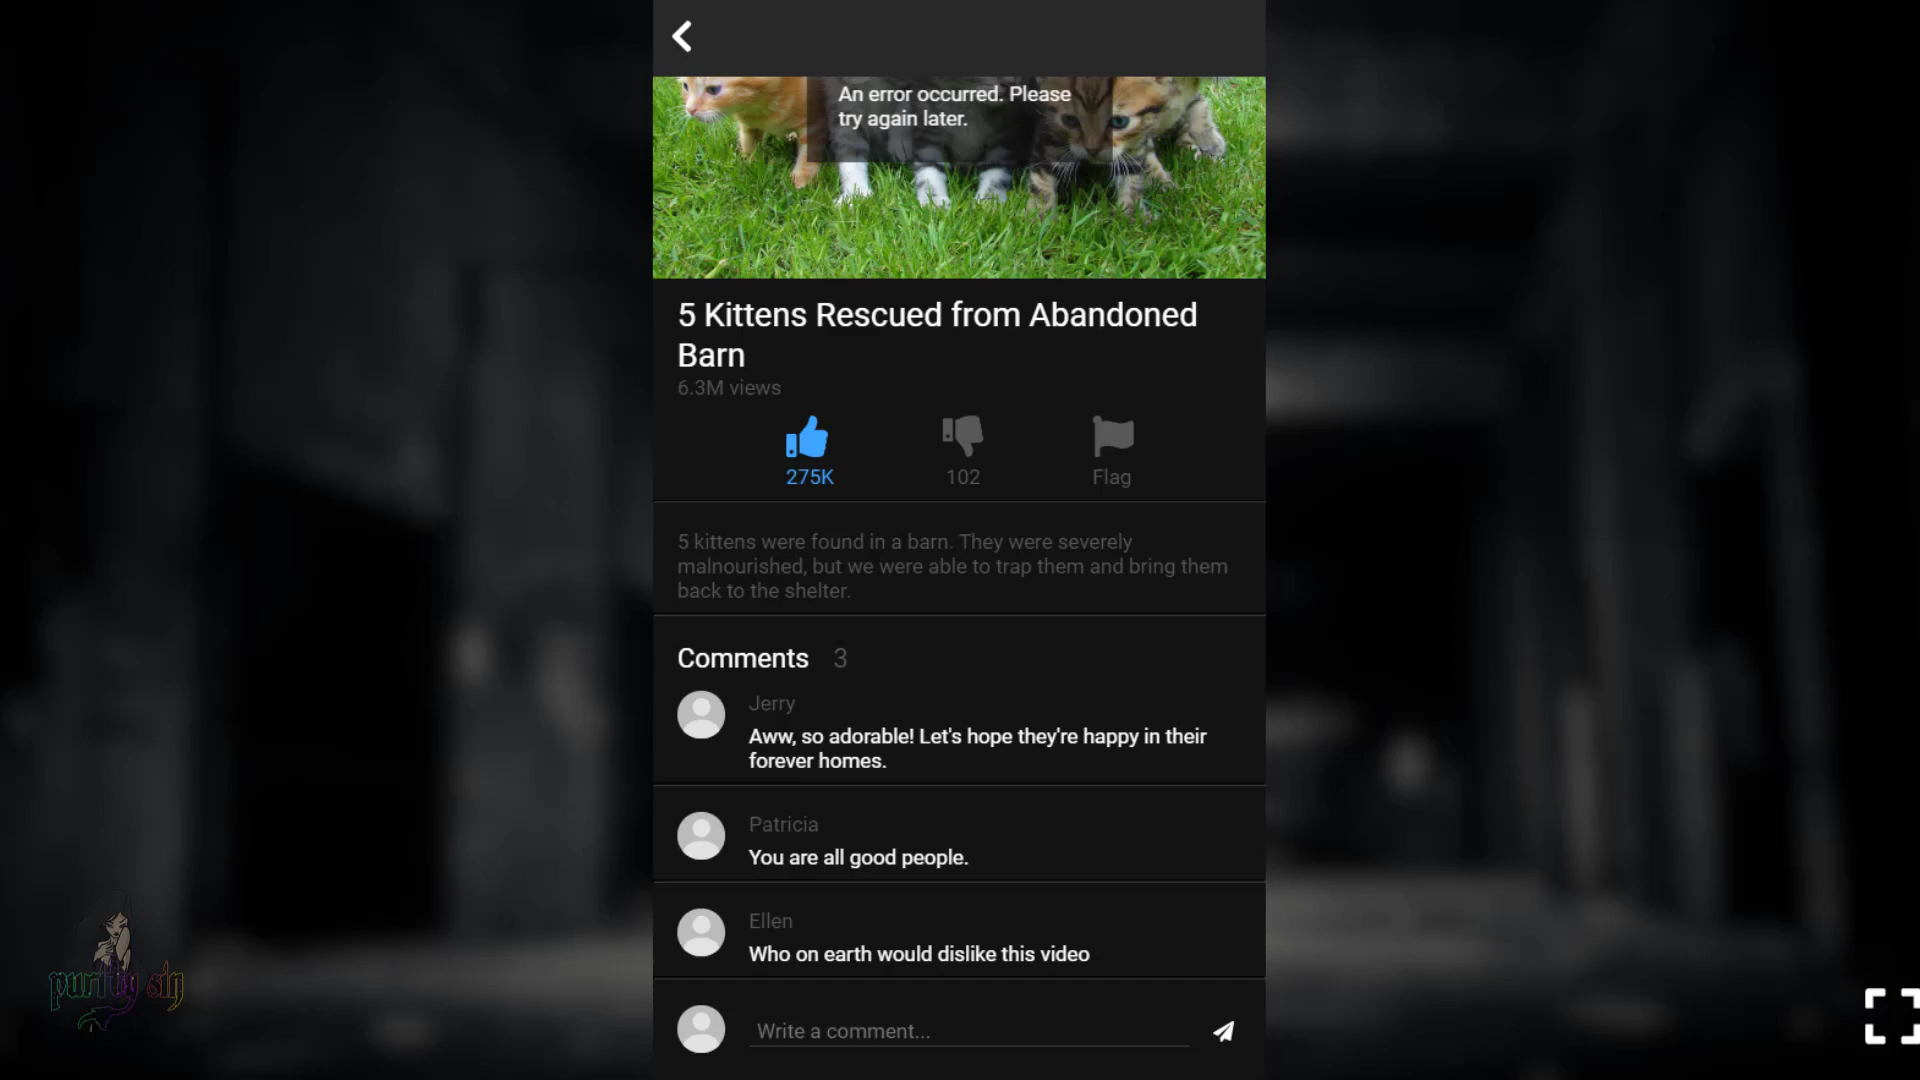 An error occurred. Please
try again later.
5 Kittens Rescued from Abandoned
Barn
6.3M views
275K
102
Flag
5 kittens were found in a barn. They were severely
malnourished, but we were able to trap them and bring them
back to the shelter.
Comments 3
Jerry
Aww, so adorable! Let's hope they're happy in their
forever homes.
Patricia
You are all good people.
Ellen
Who on earth would dislike this video
Write a comment...